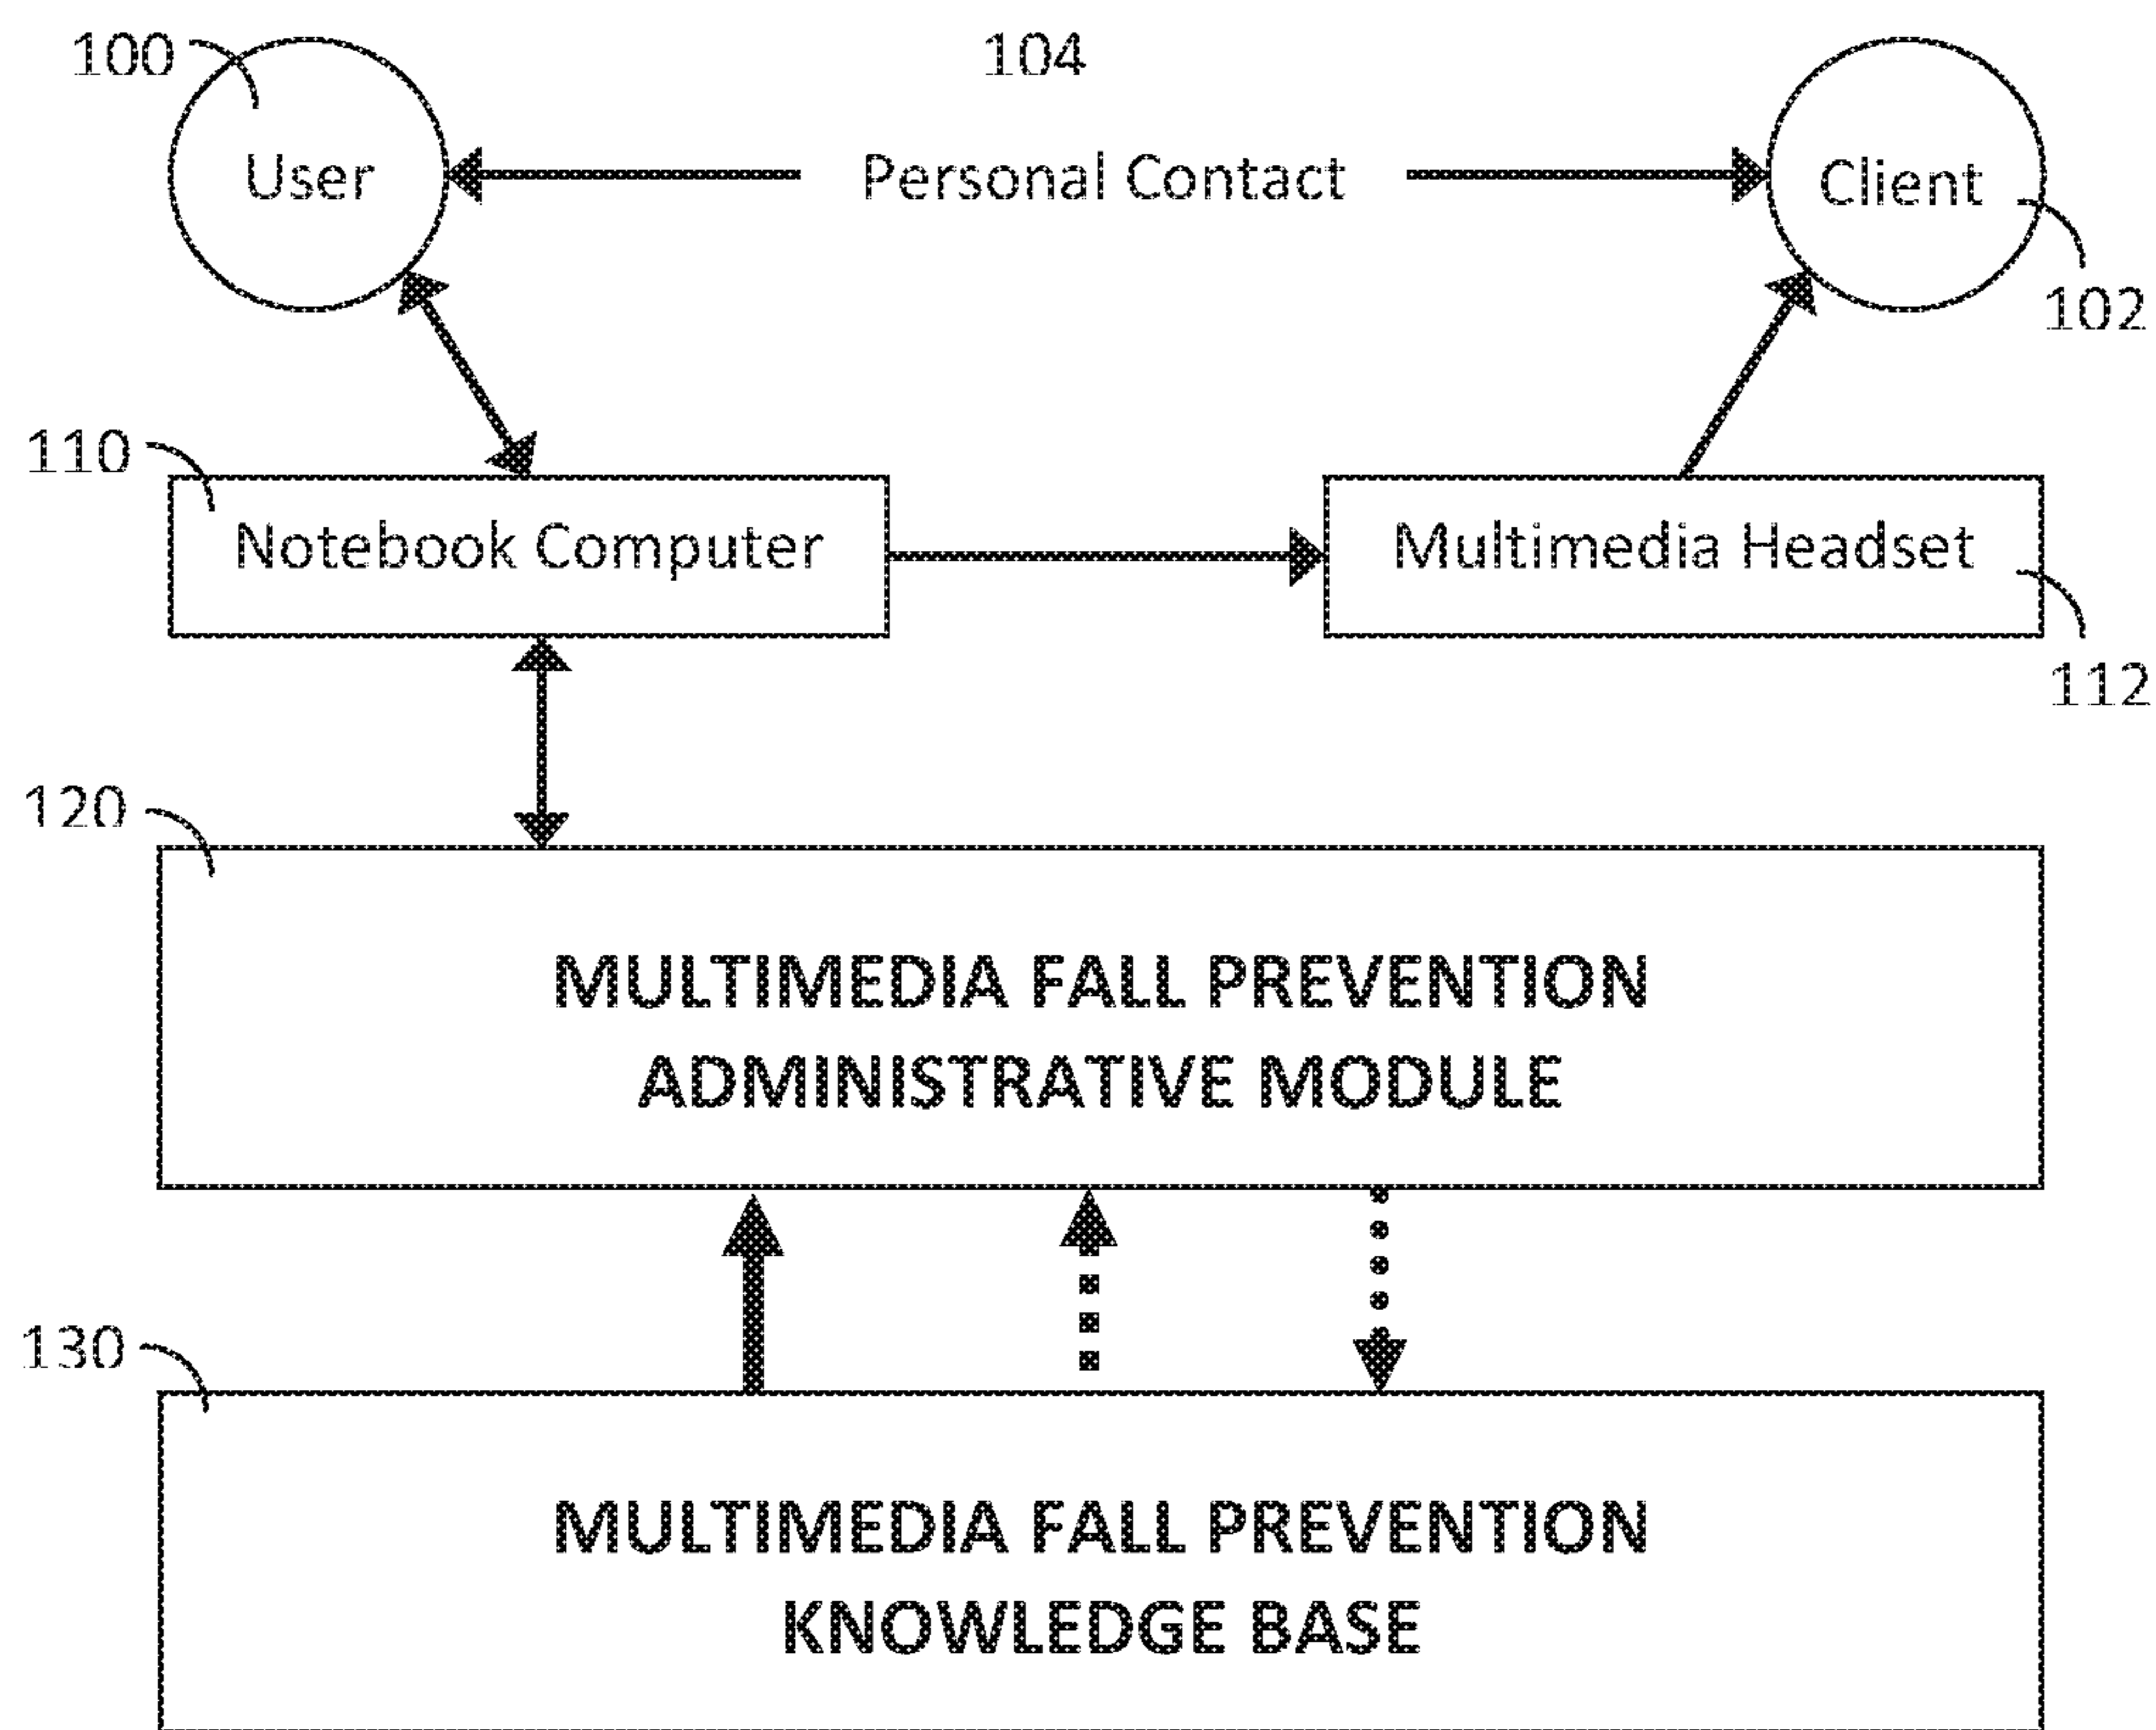 100
104
User
Personal Contact
Client
102
110
Notebook Computer
Multimedia Headset
112
120
MULTIMEDIA FALL PREVENTION
ADMINISTRATIVE MODULE
130
MULTIMEDIA FALL PREVENTION
KNOWLEDGE BASE